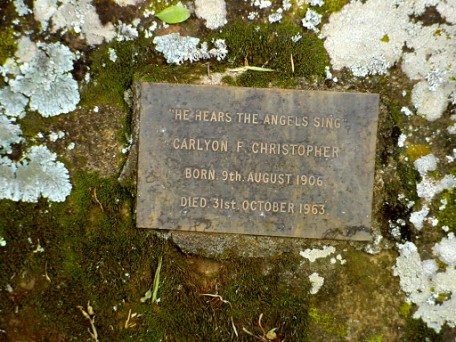 "HE HEARS THE ANGELS SING
CARLYON F. CHRISTOPHER
BORN. 9th. AUGUST 1906
DIED. 31st. OCTOBER 1963